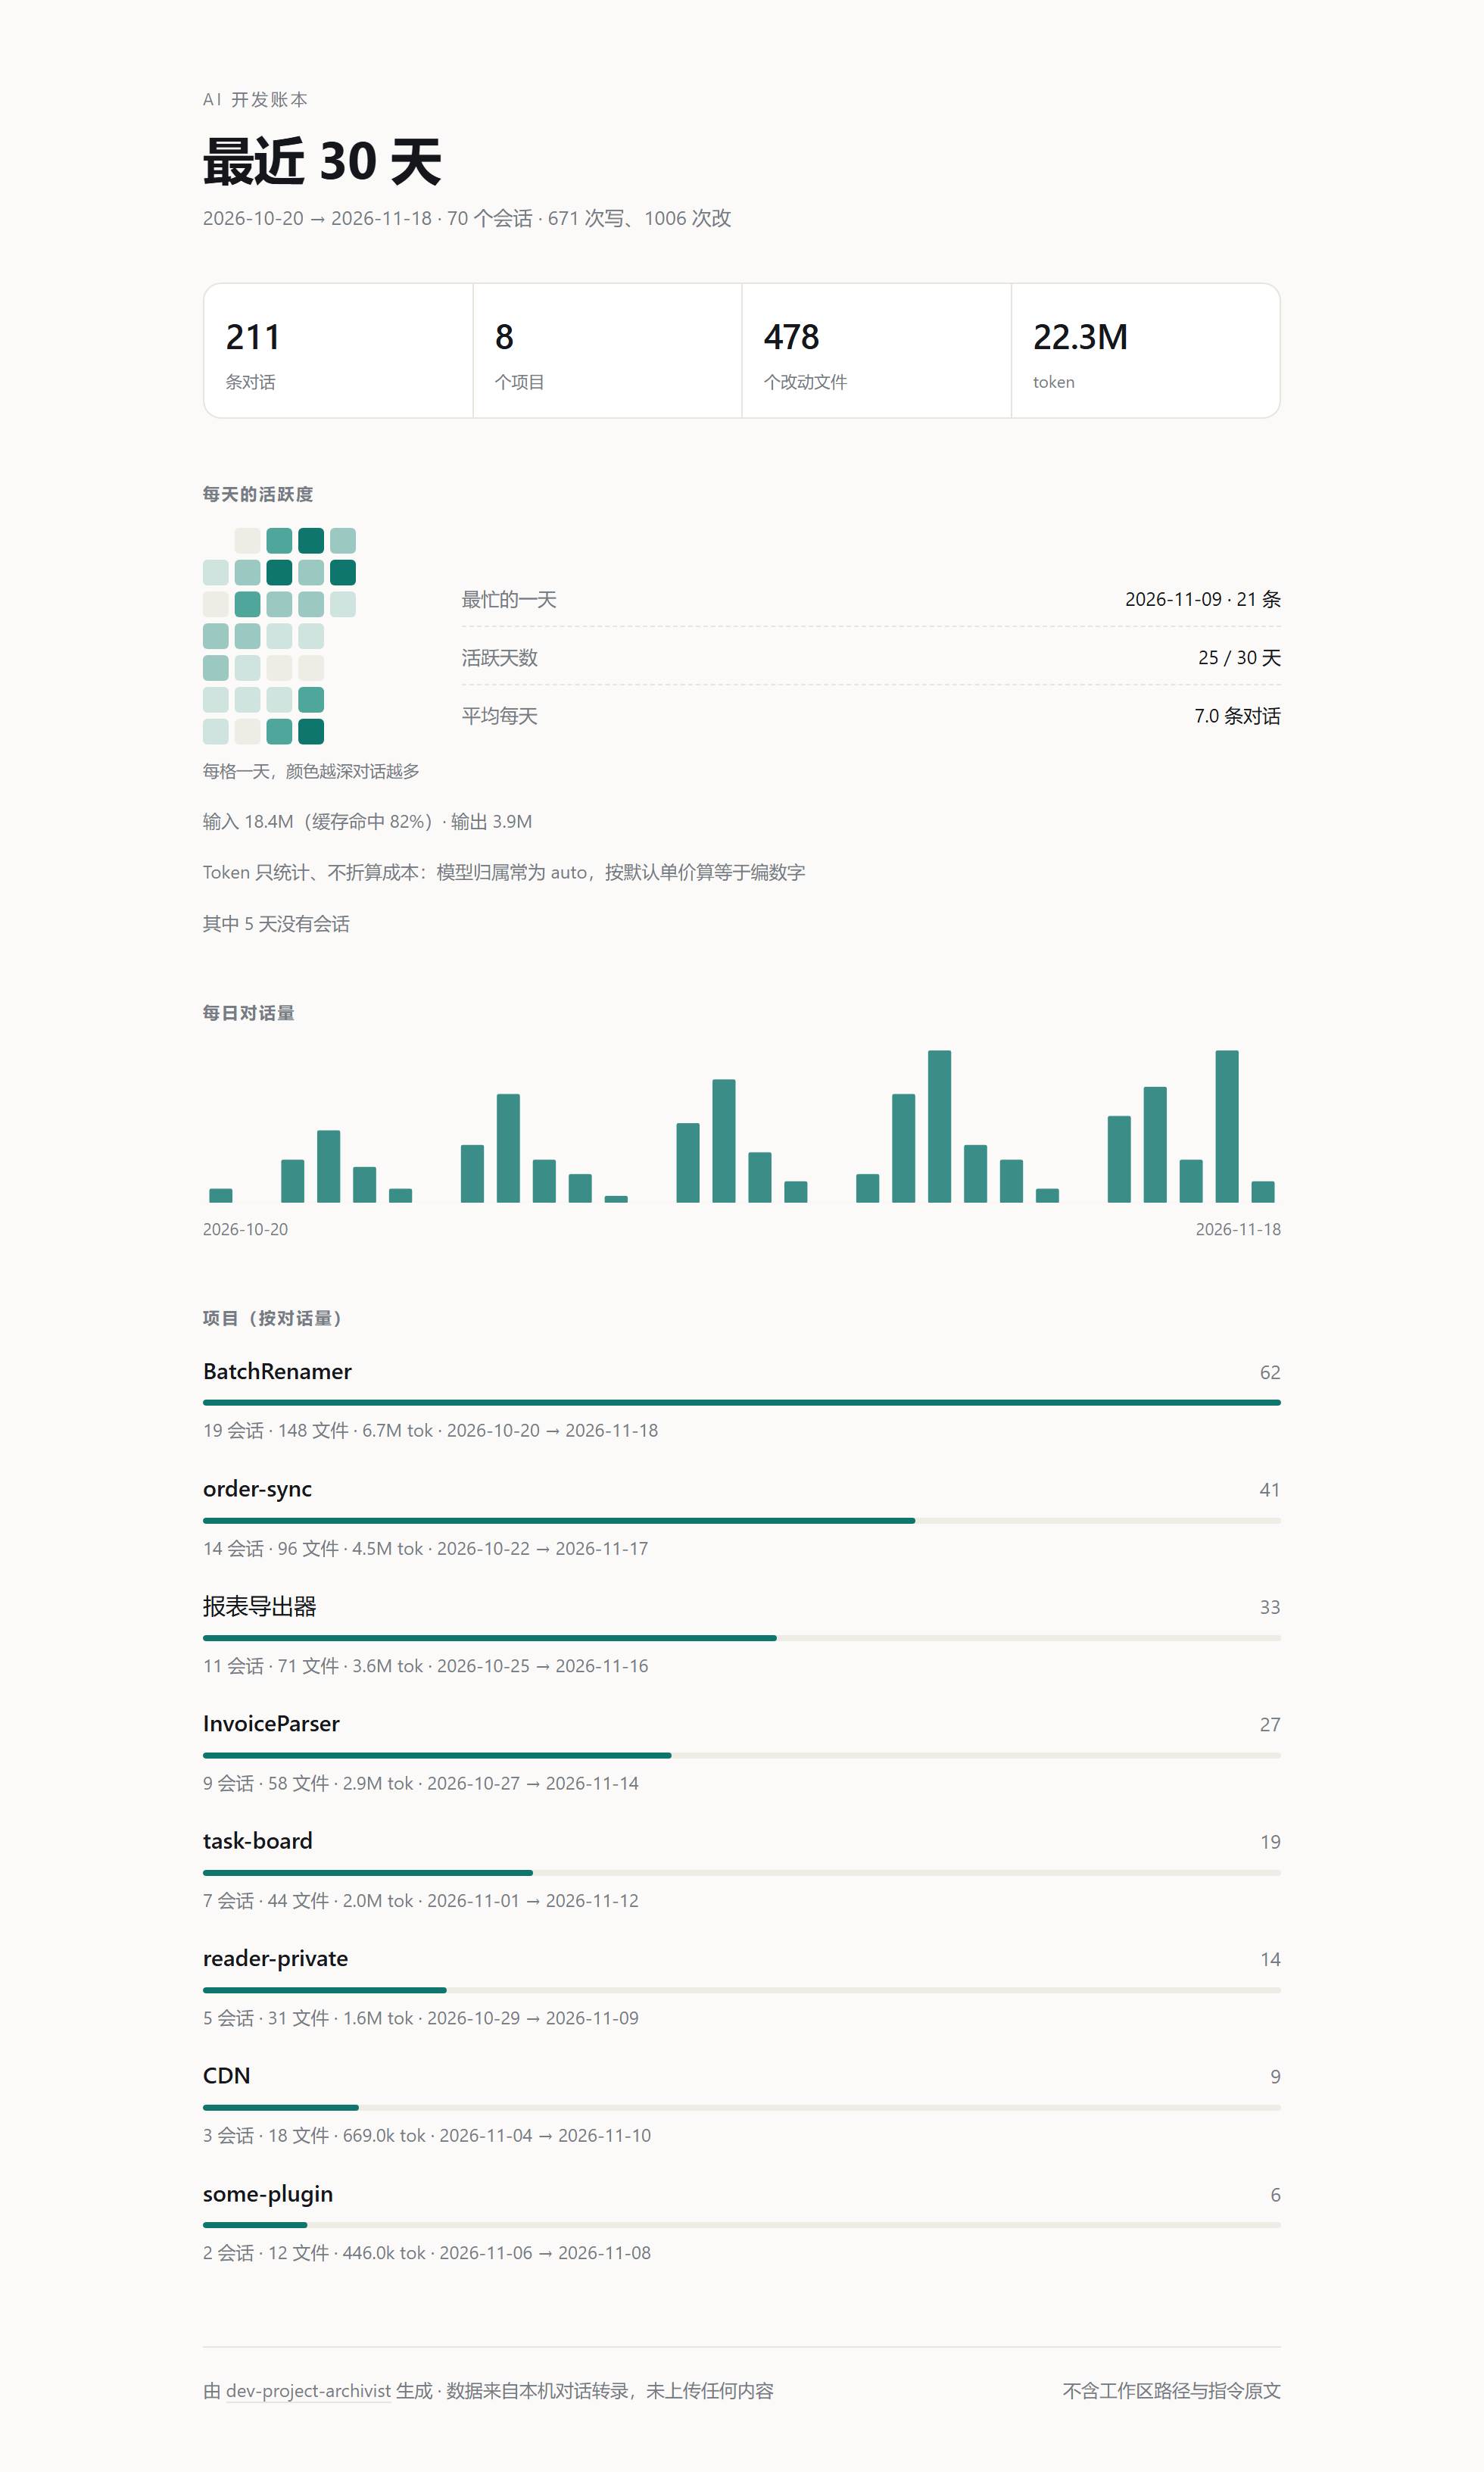 AI 开发账本
最近 30 天
2026-10-20 → 2026-11-18 · 70 个会话 · 671 次写、1006 次改
211
条对话
8
个项目
478
个改动文件
22.3M
token
每天的活跃度
最忙的一天 2026-11-09 · 21 条
活跃天数 25 / 30 天
平均每天 7.0 条对话
每格一天，颜色越深对话越多
输入 18.4M（缓存命中 82%）· 输出 3.9M
Token 只统计、不折算成本：模型归属常为 auto，按默认单价算等于编数字
其中 5 天没有会话
每日对话量
2026-10-20 2026-11-18
项目（按对话量）
BatchRenamer 62
19 会话 · 148 文件 · 6.7M tok · 2026-10-20 → 2026-11-18
order-sync 41
14 会话 · 96 文件 · 4.5M tok · 2026-10-22 → 2026-11-17
报表导出器 33
11 会话 · 71 文件 · 3.6M tok · 2026-10-25 → 2026-11-16
InvoiceParser 27
9 会话 · 58 文件 · 2.9M tok · 2026-10-27 → 2026-11-14
task-board 19
7 会话 · 44 文件 · 2.0M tok · 2026-11-01 → 2026-11-12
reader-private 14
5 会话 · 31 文件 · 1.6M tok · 2026-10-29 → 2026-11-09
CDN 9
3 会话 · 18 文件 · 669.0k tok · 2026-11-04 → 2026-11-10
some-plugin 6
2 会话 · 12 文件 · 446.0k tok · 2026-11-06 → 2026-11-08
由 dev-project-archivist 生成 · 数据来自本机对话转录，未上传任何内容 不含工作区路径与指令原文